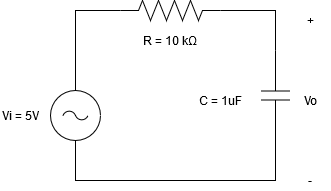 +
R = 10 kΩ
C = 1uF
Vo
Vi = 5V
-